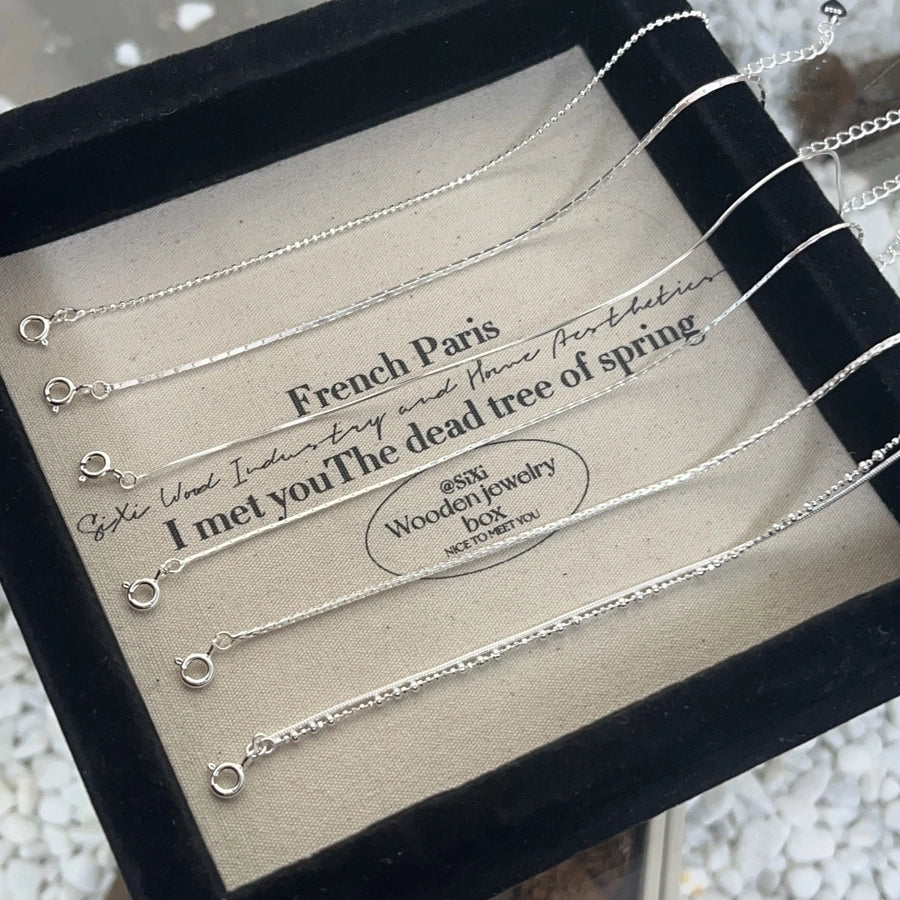 French Paris
SiXi Wood Industry and Home Aesthetics
I met youThe dead tree of spring
@SiXi
Wooden jewelry
box
NICE TO MEET YOU